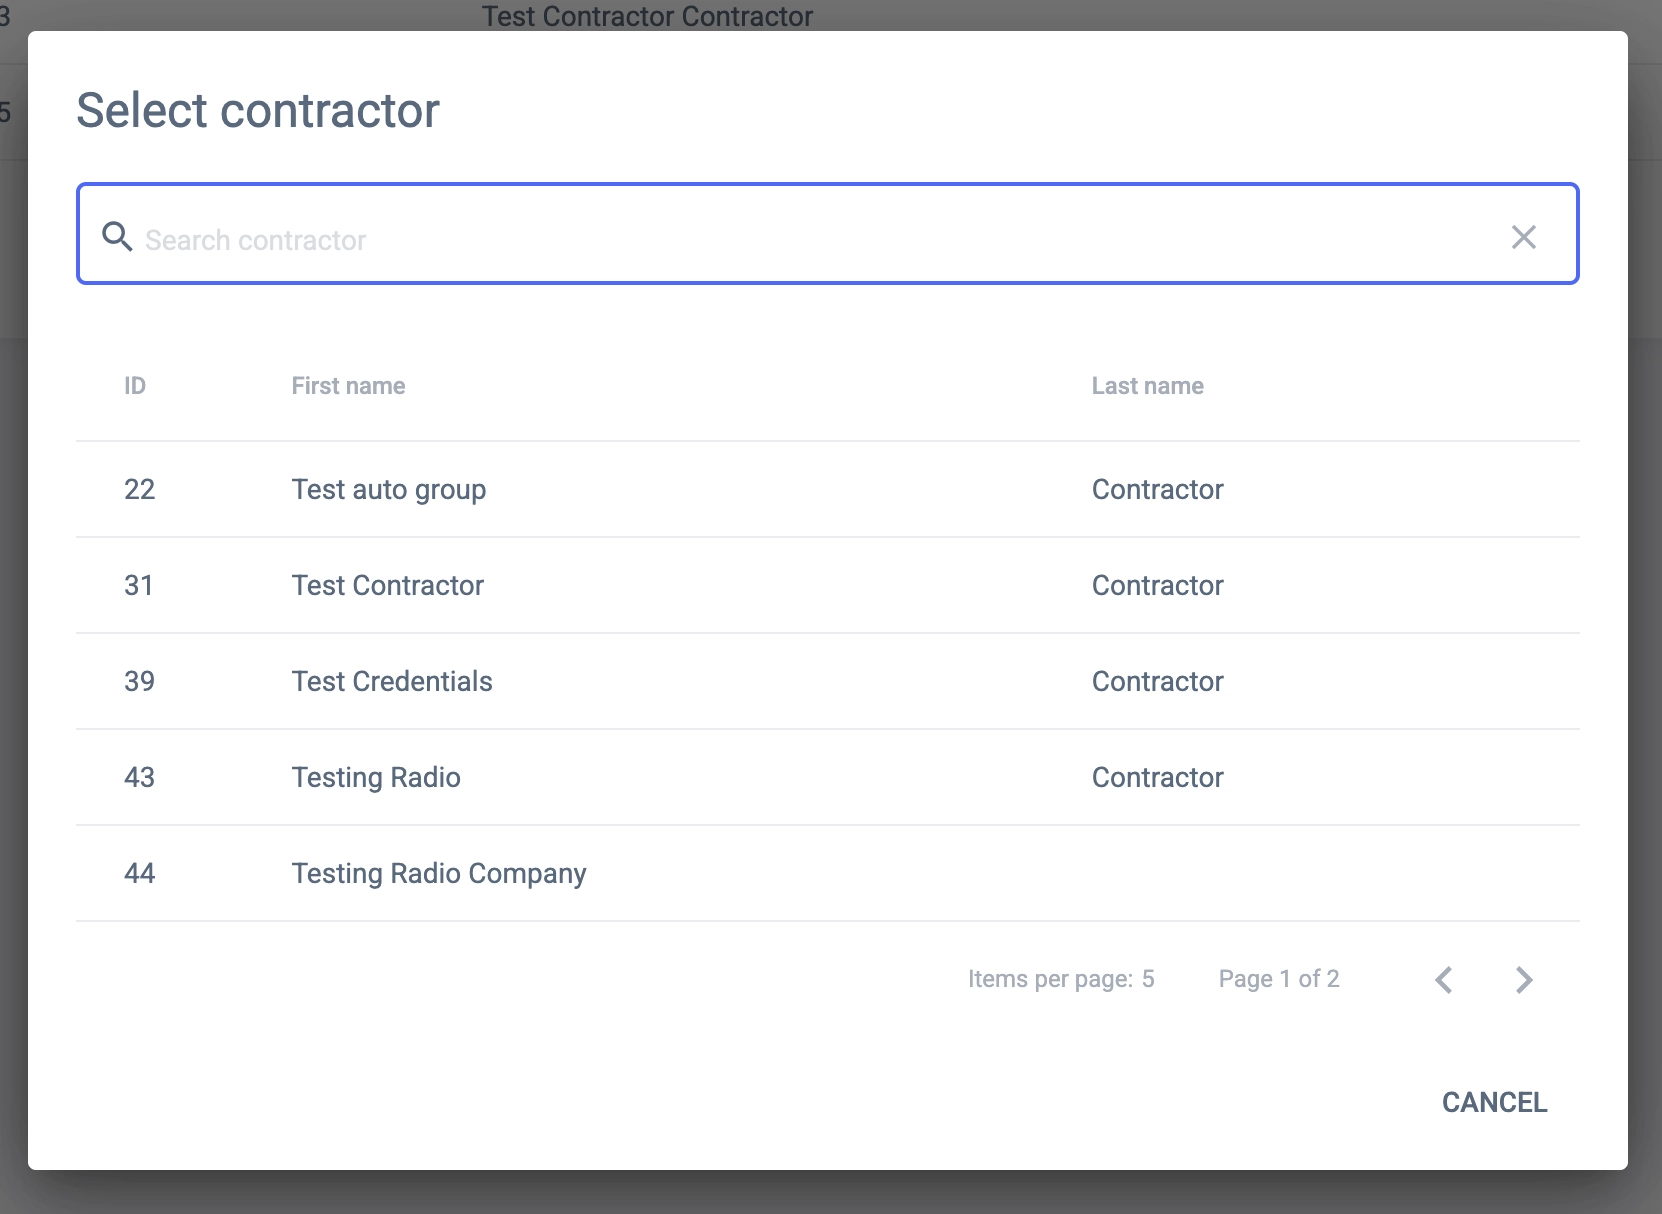 3 Test Contractor Contractor
5
Select contractor
Search contractor
ID First name Last name
22 Test auto group Contractor
31 Test Contractor Contractor
39 Test Credentials Contractor
43 Testing Radio Contractor
44 Testing Radio Company
Items per page: 5 Page 1 of 2
CANCEL